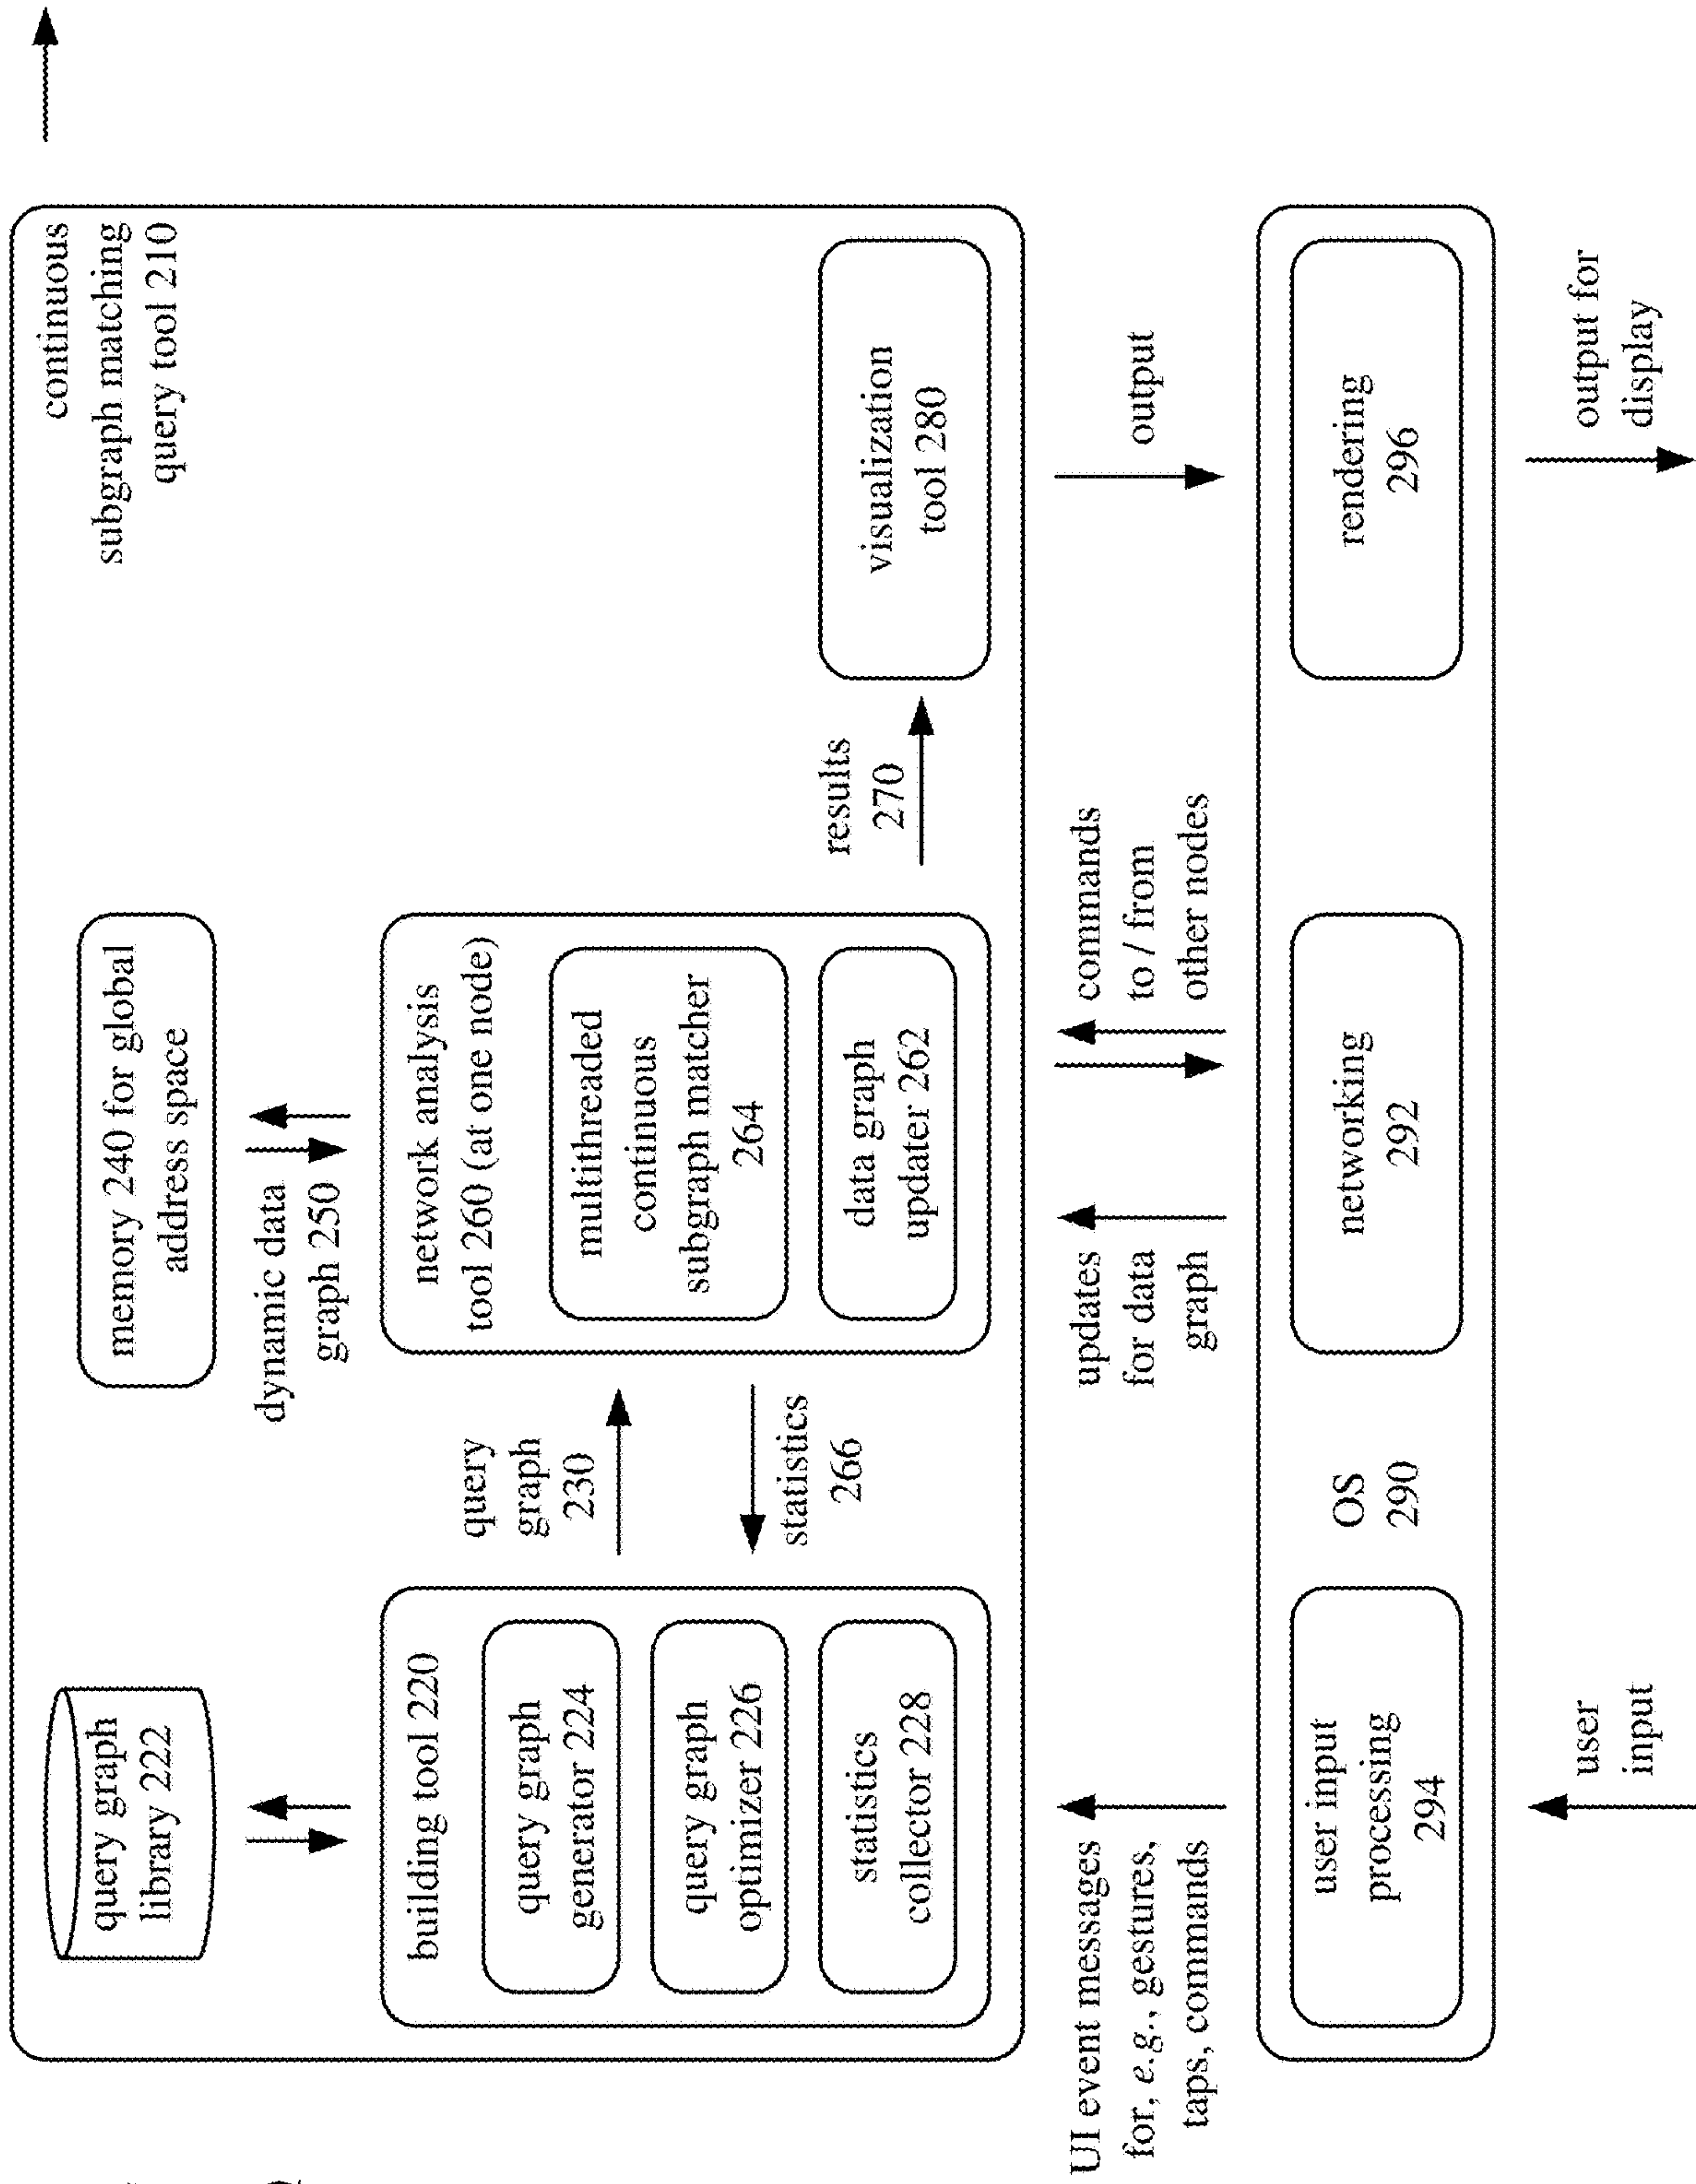 continuous
subgraph matching
query tool 210
query graph
library 222
memory 240 for global
address space
dynamic data
graph 250
building tool 220
query graph
generator 224
query graph
optimizer 226
statistics
collector 228
query
graph
230
statistics
266
network analysis
tool 260 (at one node)
multithreaded
continuous
subgraph matcher
264
data graph
updater 262
results
270
visualization
tool 280
UI event messages
for, e.g., gestures,
taps, commands
updates
for data
graph
commands
to / from
other nodes
output
user input
processing
294
OS
290
networking
292
rendering
296
user
input
output for
display